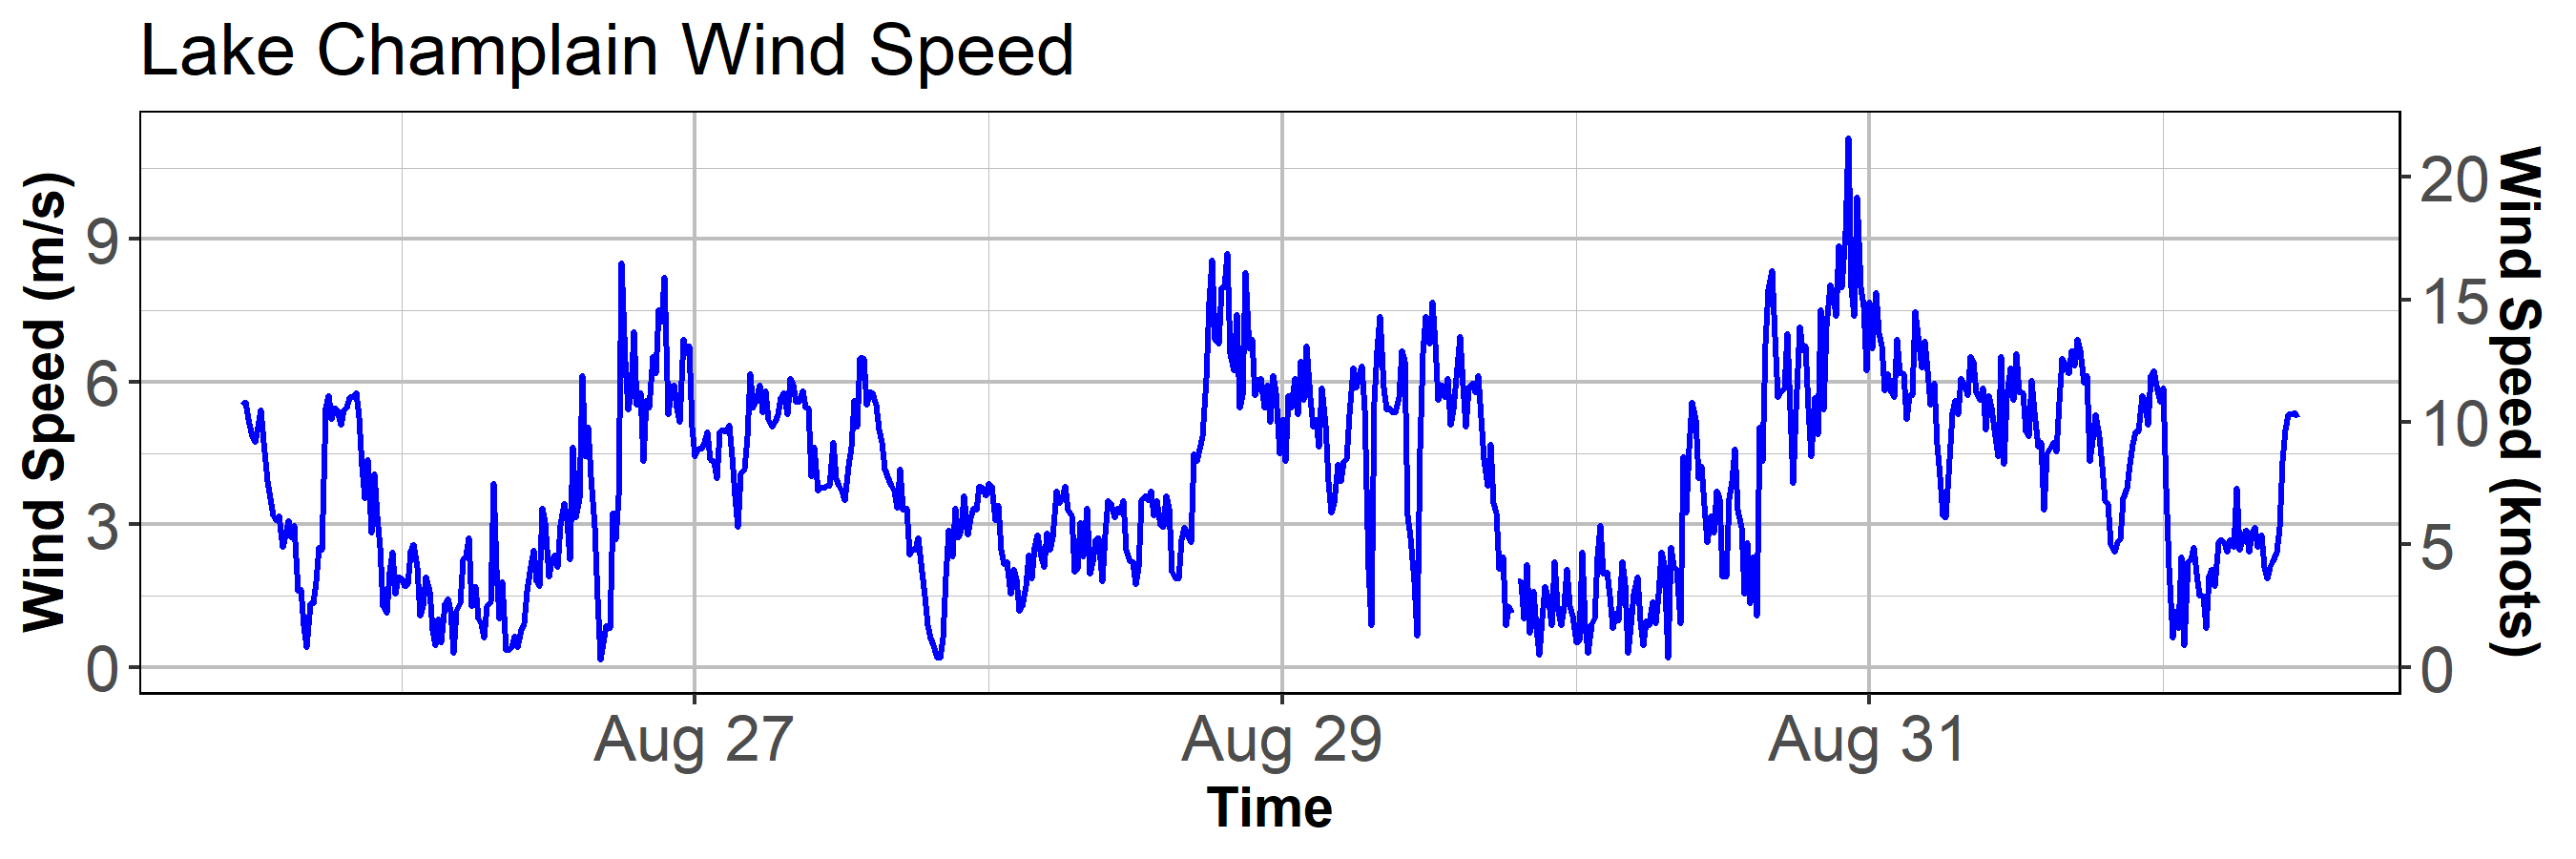 Lake Champlain Wind Speed
Wind Speed (m/s)
9
6
3
0
20
15
10
5
0
Wind Speed (knots)
Aug 27
Aug 29
Aug 31
Time